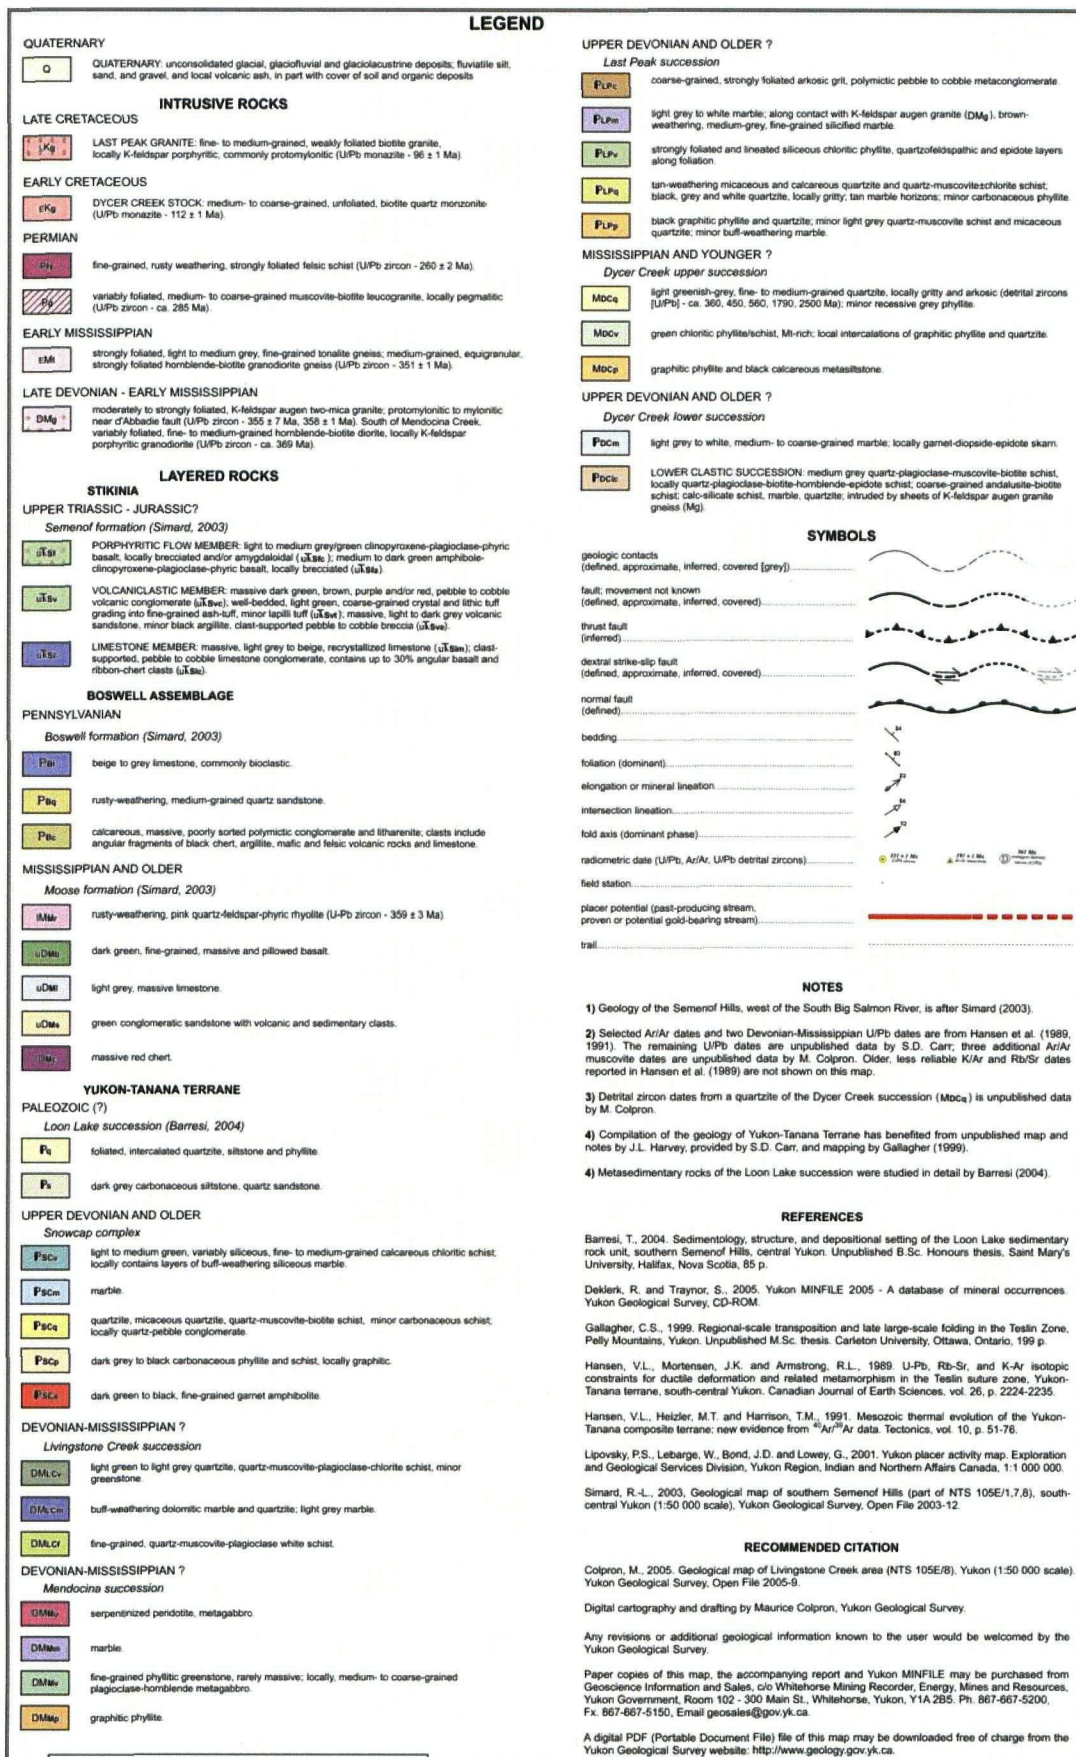 LEGEND
QUATERNARY
Q
QUATERNARY: unconsolidated glacial, glaciofluvial and glaciolacustrine deposits; fluviatile silt,
sand, and gravel, and local volcanic ash, in part with cover of soil and organic deposits
INTRUSIVE ROCKS
LATE CRETACEOUS
LKg
LAST PEAK GRANITE: fine- to medium-grained, weakly foliated biotite granite,
locally K-feldspar porphyritic, commonly protomylonitic (U/Pb monazite - 96 ± 1 Ma).
EARLY CRETACEOUS
EKg
DYCER CREEK STOCK: medium- to coarse-grained, unfoliated, biotite quartz monzonite
(U/Pb monazite - 112 ± 1 Ma).
PERMIAN
fine-grained, rusty weathering, strongly foliated felsic schist (U/Pb zircon - 260 ± 2 Ma).
Pg
variably foliated, medium- to coarse-grained muscovite-biotite leucogranite, locally pegmatitic
(U/Pb zircon - ca. 285 Ma).
EARLY MISSISSIPPIAN
EMt
strongly foliated, light to medium grey, fine-grained tonalite gneiss; medium-grained, equigranular,
strongly foliated hornblende-biotite granodiorite gneiss (U/Pb zircon - 351 ± 1 Ma).
LATE DEVONIAN - EARLY MISSISSIPPIAN
DMg
moderately to strongly foliated, K-feldspar augen two-mica granite; protomylonitic to mylonitic
near d'Abbadie fault (U/Pb zircon - 355 ± 7 Ma, 358 ± 1 Ma). South of Mendocina Creek,
variably foliated, fine- to medium-grained hornblende-biotite diorite, locally K-feldspar
porphyritic granodiorite (U/Pb zircon - ca. 369 Ma).
LAYERED ROCKS
STIKINIA
UPPER TRIASSIC - JURASSIC?
Semenof formation (Simard, 2003)
uTSf
PORPHYRITIC FLOW MEMBER: light to medium grey/green clinopyroxene-plagioclase-phyric
basalt, locally brecciated and/or amygdaloidal (uTSfc); medium to dark green amphibole-
clinopyroxene-plagioclase-phyric basalt, locally brecciated (uTSfa).
uTSv
VOLCANICLASTIC MEMBER: massive dark green, brown, purple and/or red, pebble to cobble
volcanic conglomerate (uTSvc); well-bedded, light green, coarse-grained crystal and lithic tuff
grading into fine-grained ash-tuff, minor lapilli tuff (uTSvt); massive, light to dark grey volcanic
sandstone, minor black argillite, clast-supported pebble to cobble breccia (uTSvs).
LIMESTONE MEMBER: massive, light grey to beige, recrystallized limestone (uTSlm); clast-
supported, pebble to cobble limestone conglomerate, contains up to 30% angular basalt and
ribbon-chert clasts (uTSlc).
BOSWELL ASSEMBLAGE
PENNSYLVANIAN
Boswell formation (Simard, 2003)
PBl
beige to grey limestone, commonly bioclastic.
PBq
rusty-weathering, medium-grained quartz sandstone.
PBc
calcareous, massive, poorly sorted polymictic conglomerate and litharenite; clasts include
angular fragments of black chert, argillite, mafic and felsic volcanic rocks and limestone.
MISSISSIPPIAN AND OLDER
Moose formation (Simard, 2003)
lMMr
rusty-weathering, pink quartz-feldspar-phyric rhyolite (U-Pb zircon - 359 ± 3 Ma)
uDMb
dark green, fine-grained, massive and pillowed basalt.
uDMl
light grey, massive limestone.
uDMs
green conglomeratic sandstone with volcanic and sedimentary clasts.
massive red chert.
YUKON-TANANA TERRANE
PALEOZOIC (?)
Loon Lake succession (Barresi, 2004)
Pq
foliated, intercalated quartzite, siltstone and phyllite.
Ps
dark grey carbonaceous siltstone, quartz sandstone.
UPPER DEVONIAN AND OLDER
Snowcap complex
PSCv
light to medium green, variably siliceous, fine- to medium-grained calcareous chloritic schist;
locally contains layers of buff-weathering siliceous marble.
PSCm
marble.
PSCq
quartzite, micaceous quartzite, quartz-muscovite-biotite schist, minor carbonaceous schist;
locally quartz-pebble conglomerate.
PSCp
dark grey to black carbonaceous phyllite and schist, locally graphitic.
PSCa
dark green to black, fine-grained garnet amphibolite.
DEVONIAN-MISSISSIPPIAN ?
Livingstone Creek succession
DMLCv
light green to light grey quartzite, quartz-muscovite-plagioclase-chlorite schist, minor
greenstone.
DMLCm
buff-weathering dolomitic marble and quartzite; light grey marble.
DMLCf
fine-grained, quartz-muscovite-plagioclase white schist.
DEVONIAN-MISSISSIPPIAN ?
Mendocina succession
DMMu
serpentinized peridotite, metagabbro.
DMMm
marble.
DMMv
fine-grained phyllitic greenstone, rarely massive; locally, medium- to coarse-grained
plagioclase-hornblende metagabbro.
DMMp
graphitic phyllite.
UPPER DEVONIAN AND OLDER ?
Last Peak succession
PLPc
coarse-grained, strongly foliated arkosic grit, polymictic pebble to cobble metaconglomerate.
PLPm
light grey to white marble; along contact with K-feldspar augen granite (DMg), brown-
weathering, medium-grey, fine-grained silicified marble.
PLPv
strongly foliated and lineated siliceous chloritic phyllite, quartzofeldspathic and epidote layers
along foliation.
PLPq
tan-weathering micaceous and calcareous quartzite and quartz-muscovite±chlorite schist;
black, grey and white quartzite, locally gritty; tan marble horizons; minor carbonaceous phyllite.
PLPp
black graphitic phyllite and quartzite; minor light grey quartz-muscovite schist and micaceous
quartzite; minor buff-weathering marble.
MISSISSIPPIAN AND YOUNGER ?
Dycer Creek upper succession
MDCq
light greenish-grey, fine- to medium-grained quartzite, locally gritty and arkosic (detrital zircons
[U/Pb] - ca. 360, 450, 560, 1790, 2500 Ma); minor recessive grey phyllite.
MDCv
green chloritic phyllite/schist, Mt-rich; local intercalations of graphitic phyllite and quartzite.
MDCp
graphitic phyllite and black calcareous metasiltstone.
UPPER DEVONIAN AND OLDER ?
Dycer Creek lower succession
PDCm
light grey to white, medium- to coarse-grained marble; locally garnet-diopside-epidote skarn.
PDClc
LOWER CLASTIC SUCCESSION: medium grey quartz-plagioclase-muscovite-biotite schist,
locally quartz-plagioclase-biotite-hornblende-epidote schist; coarse-grained andalusite-biotite
schist; calc-silicate schist, marble, quartzite; intruded by sheets of K-feldspar augen granite
gneiss (Mg).
SYMBOLS
geologic contacts
(defined, approximate, inferred, covered [grey])
fault; movement not known
(defined, approximate, inferred, covered)
thrust fault
(inferred)
dextral strike-slip fault
(defined, approximate, inferred, covered)
normal fault
(defined)
bedding
foliation (dominant)
elongation or mineral lineation
intersection lineation
fold axis (dominant phase)
radiometric date (U/Pb, Ar/Ar, U/Pb detrital zircons)
field station
placer potential (past-producing stream,
proven or potential gold-bearing stream)
trail
NOTES
1) Geology of the Semenof Hills, west of the South Big Salmon River, is after Simard (2003).
2) Selected Ar/Ar dates and two Devonian-Mississippian U/Pb dates are from Hansen et al. (1989,
1991). The remaining U/Pb dates are unpublished data by S.D. Carr; three additional Ar/Ar
muscovite dates are unpublished data by M. Colpron. Older, less reliable K/Ar and Rb/Sr dates
reported in Hansen et al. (1989) are not shown on this map.
3) Detrital zircon dates from a quartzite of the Dycer Creek succession (MDCq) is unpublished data
by M. Colpron.
4) Compilation of the geology of Yukon-Tanana Terrane has benefited from unpublished map and
notes by J.L. Harvey, provided by S.D. Carr, and mapping by Gallagher (1999).
4) Metasedimentary rocks of the Loon Lake succession were studied in detail by Barresi (2004).
REFERENCES
Barresi, T., 2004. Sedimentology, structure, and depositional setting of the Loon Lake sedimentary
rock unit, southern Semenof Hills, central Yukon. Unpublished B.Sc. Honours thesis, Saint Mary's
University, Halifax, Nova Scotia, 85 p.
Deklerk, R. and Traynor, S., 2005. Yukon MINFILE 2005 - A database of mineral occurrences.
Yukon Geological Survey, CD-ROM.
Gallagher, C.S., 1999. Regional-scale transposition and late large-scale folding in the Teslin Zone,
Pelly Mountains, Yukon. Unpublished M.Sc. thesis. Carleton University, Ottawa, Ontario, 199 p.
Hansen, V.L., Mortensen, J.K. and Armstrong, R.L., 1989. U-Pb, Rb-Sr, and K-Ar isotopic
constraints for ductile deformation and related metamorphism in the Teslin suture zone, Yukon-
Tanana terrane, south-central Yukon. Canadian Journal of Earth Sciences, vol. 26, p. 2224-2235.
Hansen, V.L., Heizler, M.T. and Harrison, T.M., 1991. Mesozoic thermal evolution of the Yukon-
Tanana composite terrane: new evidence from 40Ar/39Ar data. Tectonics, vol. 10, p. 51-76.
Lipovsky, P.S., Lebarge, W., Bond, J.D. and Lowey, G., 2001. Yukon placer activity map. Exploration
and Geological Services Division, Yukon Region, Indian and Northern Affairs Canada, 1:1 000 000.
Simard, R.-L., 2003, Geological map of southern Semenof Hills (part of NTS 105E/1,7,8), south-
central Yukon (1:50 000 scale), Yukon Geological Survey, Open File 2003-12.
RECOMMENDED CITATION
Colpron, M., 2005. Geological map of Livingstone Creek area (NTS 105E/8). Yukon (1:50 000 scale).
Yukon Geological Survey, Open File 2005-9.
Digital cartography and drafting by Maurice Colpron, Yukon Geological Survey.
Any revisions or additional geological information known to the user would be welcomed by the
Yukon Geological Survey.
Paper copies of this map, the accompanying report and Yukon MINFILE may be purchased from
Geoscience Information and Sales, c/o Whitehorse Mining Recorder, Energy, Mines and Resources,
Yukon Government, Room 102 - 300 Main St., Whitehorse, Yukon, Y1A 2B5. Ph. 867-667-5200,
Fx. 867-667-5150, Email geosales@gov.yk.ca.
A digital PDF (Portable Document File) file of this map may be downloaded free of charge from the
Yukon Geological Survey website: http://www.geology.gov.yk.ca.